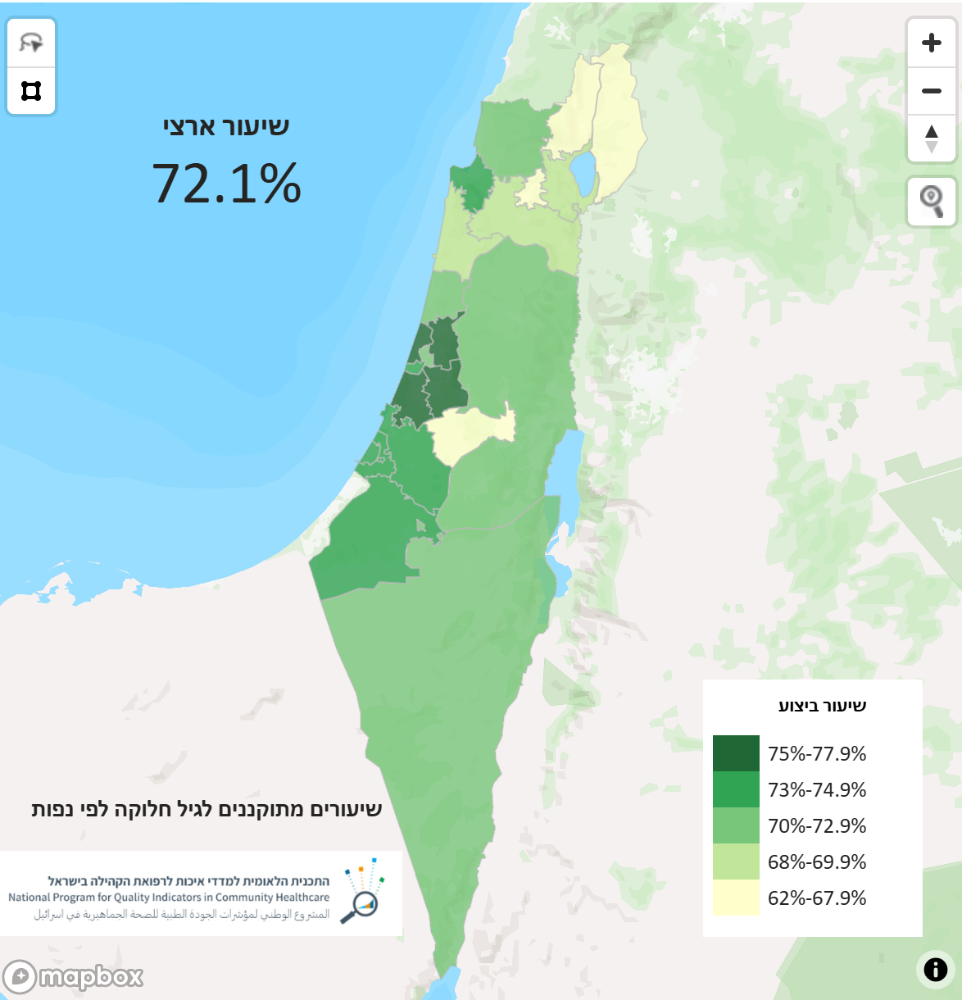 שיעור ארצי
72.1%
שיעור ביצוע
75%-77.9%
73%-74.9%
70%-72.9%
68%-69.9%
62%-67.9%
שיעורים מתוקננים לגיל חלוקה לפי נפות
התכנית הלאומית למדדי איכות לרפואת הקהילה בישראל
National Program for Quality Indicators in Community Healthcare
المشروع الوطني لمؤشرات الجودة الطبية للصحة الجماهيرية في اسرائيل
mapbox